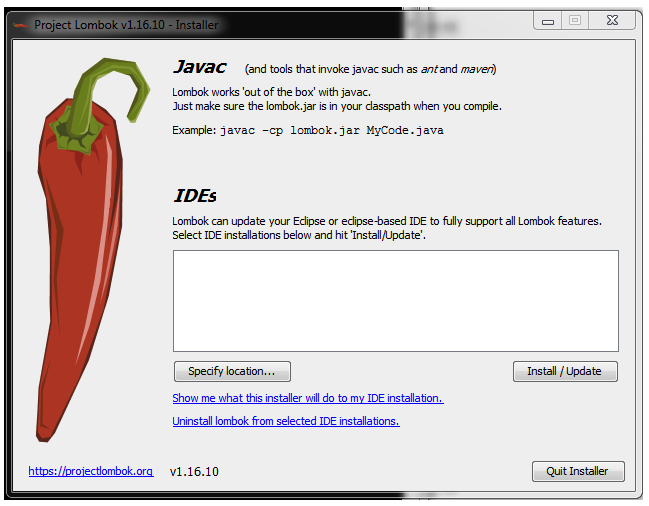 Project Lombok v1.16.10 - Installer
Javac (and tools that invoke javac such as ant and maven)
Lombok works 'out of the box' with javac.
Just make sure the lombok.jar is in your classpath when you compile.
Example: javac -cp lombok.jar MyCode.java
IDEs
Lombok can update your Eclipse or eclipse-based IDE to fully support all Lombok features.
Select IDE installations below and hit 'Install/Update'.
Specify location... Install / Update
Show me what this installer will do to my IDE installation.
Uninstall lombok from selected IDE installations.
https://projectlombok.org v1.16.10 Quit Installer